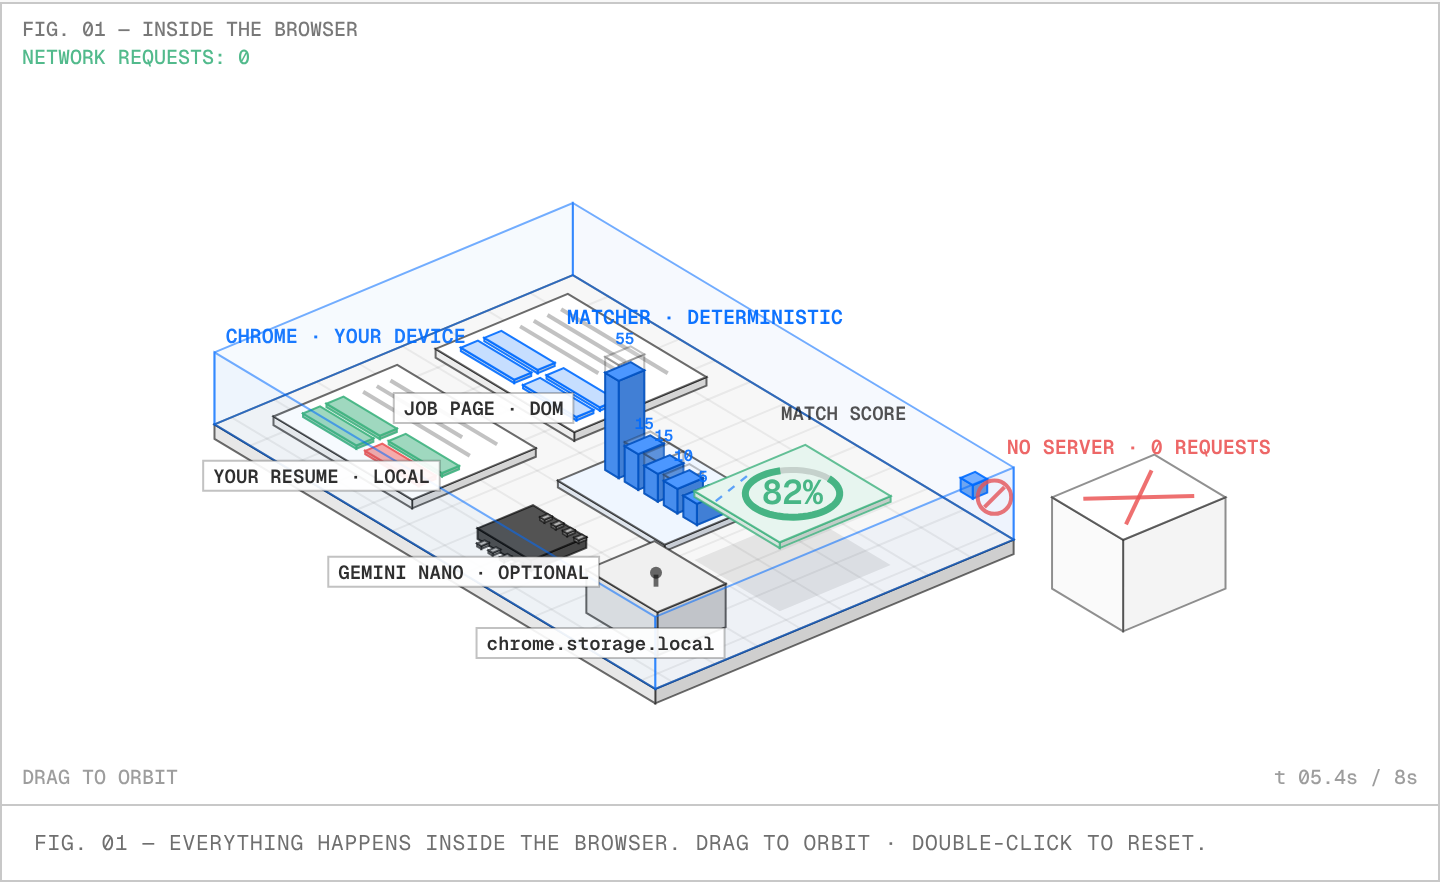 FIG. 01 — INSIDE THE BROWSER
NETWORK REQUESTS: 0
MATCHER · DETERMINISTIC
CHROME · YOUR DEVICE
55
JOB PAGE · DOM
MATCH SCORE
15
15
10
5
NO SERVER · 0 REQUESTS
YOUR RESUME · LOCAL
82%
GEMINI NANO · OPTIONAL
chrome.storage.local
DRAG TO ORBIT
t 05.4s / 8s
FIG. 01 — EVERYTHING HAPPENS INSIDE THE BROWSER. DRAG TO ORBIT · DOUBLE-CLICK TO RESET.